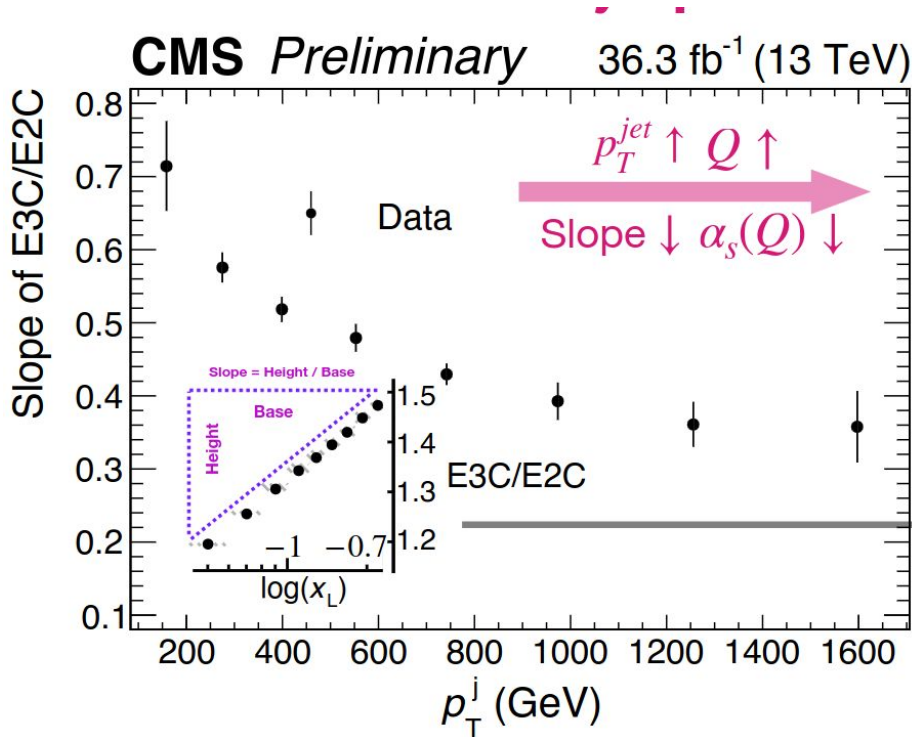 CMS Preliminary 36.3 fb⁻¹ (13 TeV)
Slope of E3C/E2C
0.8
0.7
0.6
0.5
0.4
0.3
0.2
0.1
p_T^jet ↑ Q ↑
Slope ↓ α_s(Q) ↓
Data
Slope = Height / Base
Base
Height
1.5
1.4
1.3
1.2
E3C/E2C
−1 −0.7
log(x_L)
200 400 600 800 1000 1200 1400 1600
p_T^j (GeV)